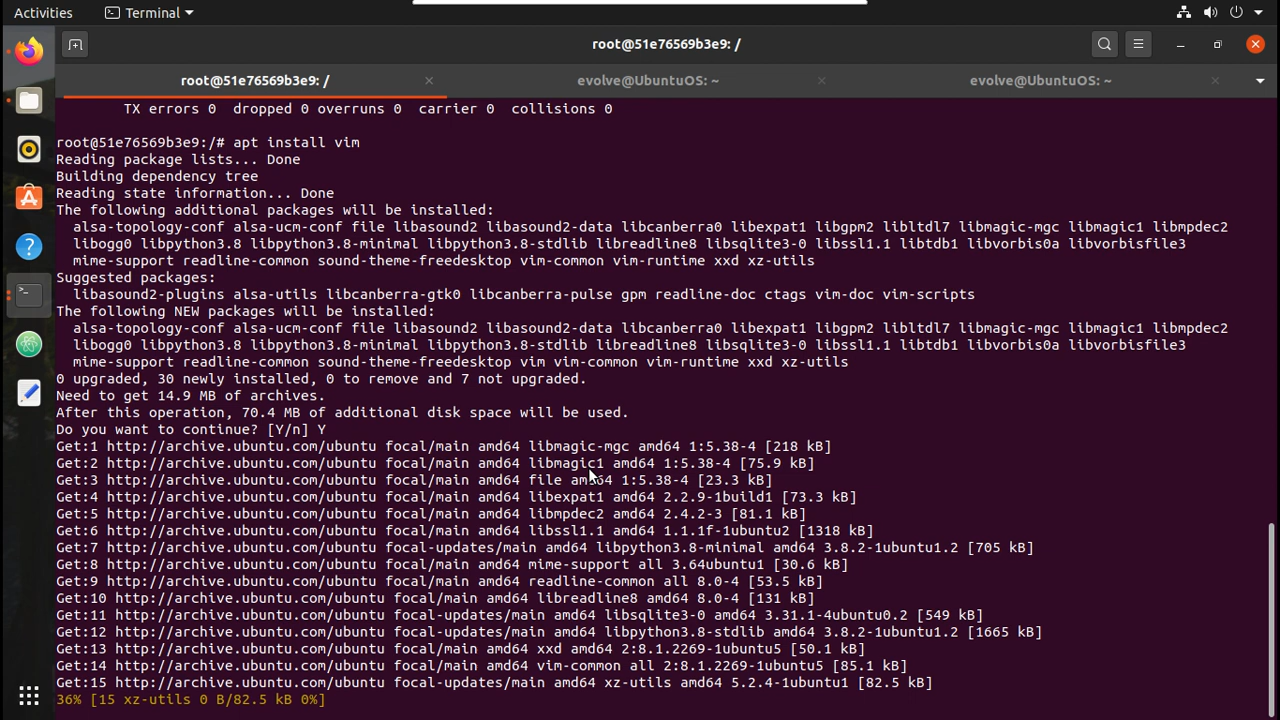 Activities
Terminal
root@51e76569b3e9: /
root@51e76569b3e9: /
evolve@UbuntuOS: ~
evolve@UbuntuOS: ~
TX errors 0  dropped 0 overruns 0  carrier 0  collisions 0
root@51e76569b3e9:/# apt install vim
Reading package lists... Done
Building dependency tree
Reading state information... Done
The following additional packages will be installed:
alsa-topology-conf alsa-ucm-conf file libasound2 libasound2-data libcanberra0 libexpat1 libgpm2 libltdl7 libmagic-mgc libmagic1 libmpdec2
libogg0 libpython3.8 libpython3.8-minimal libpython3.8-stdlib libreadline8 libsqlite3-0 libssl1.1 libtdb1 libvorbis0a libvorbisfile3
mime-support readline-common sound-theme-freedesktop vim-common vim-runtime xxd xz-utils
Suggested packages:
libasound2-plugins alsa-utils libcanberra-gtk0 libcanberra-pulse gpm readline-doc ctags vim-doc vim-scripts
The following NEW packages will be installed:
alsa-topology-conf alsa-ucm-conf file libasound2 libasound2-data libcanberra0 libexpat1 libgpm2 libltdl7 libmagic-mgc libmagic1 libmpdec2
libogg0 libpython3.8 libpython3.8-minimal libpython3.8-stdlib libreadline8 libsqlite3-0 libssl1.1 libtdb1 libvorbis0a libvorbisfile3
mime-support readline-common sound-theme-freedesktop vim vim-common vim-runtime xxd xz-utils
0 upgraded, 30 newly installed, 0 to remove and 7 not upgraded.
Need to get 14.9 MB of archives.
After this operation, 70.4 MB of additional disk space will be used.
Do you want to continue? [Y/n] Y
Get:1 http://archive.ubuntu.com/ubuntu focal/main amd64 libmagic-mgc amd64 1:5.38-4 [218 kB]
Get:2 http://archive.ubuntu.com/ubuntu focal/main amd64 libmagic1 amd64 1:5.38-4 [75.9 kB]
Get:3 http://archive.ubuntu.com/ubuntu focal/main amd64 file amd64 1:5.38-4 [23.3 kB]
Get:4 http://archive.ubuntu.com/ubuntu focal/main amd64 libexpat1 amd64 2.2.9-1build1 [73.3 kB]
Get:5 http://archive.ubuntu.com/ubuntu focal/main amd64 libmpdec2 amd64 2.4.2-3 [81.1 kB]
Get:6 http://archive.ubuntu.com/ubuntu focal/main amd64 libssl1.1 amd64 1.1.1f-1ubuntu2 [1318 kB]
Get:7 http://archive.ubuntu.com/ubuntu focal-updates/main amd64 libpython3.8-minimal amd64 3.8.2-1ubuntu1.2 [705 kB]
Get:8 http://archive.ubuntu.com/ubuntu focal/main amd64 mime-support all 3.64ubuntu1 [30.6 kB]
Get:9 http://archive.ubuntu.com/ubuntu focal/main amd64 readline-common all 8.0-4 [53.5 kB]
Get:10 http://archive.ubuntu.com/ubuntu focal/main amd64 libreadline8 amd64 8.0-4 [131 kB]
Get:11 http://archive.ubuntu.com/ubuntu focal-updates/main amd64 libsqlite3-0 amd64 3.31.1-4ubuntu0.2 [549 kB]
Get:12 http://archive.ubuntu.com/ubuntu focal-updates/main amd64 libpython3.8-stdlib amd64 3.8.2-1ubuntu1.2 [1665 kB]
Get:13 http://archive.ubuntu.com/ubuntu focal/main amd64 xxd amd64 2:8.1.2269-1ubuntu5 [50.1 kB]
Get:14 http://archive.ubuntu.com/ubuntu focal/main amd64 vim-common all 2:8.1.2269-1ubuntu5 [85.1 kB]
Get:15 http://archive.ubuntu.com/ubuntu focal-updates/main amd64 xz-utils amd64 5.2.4-1ubuntu1 [82.5 kB]
36% [15 xz-utils 0 B/82.5 kB 0%]